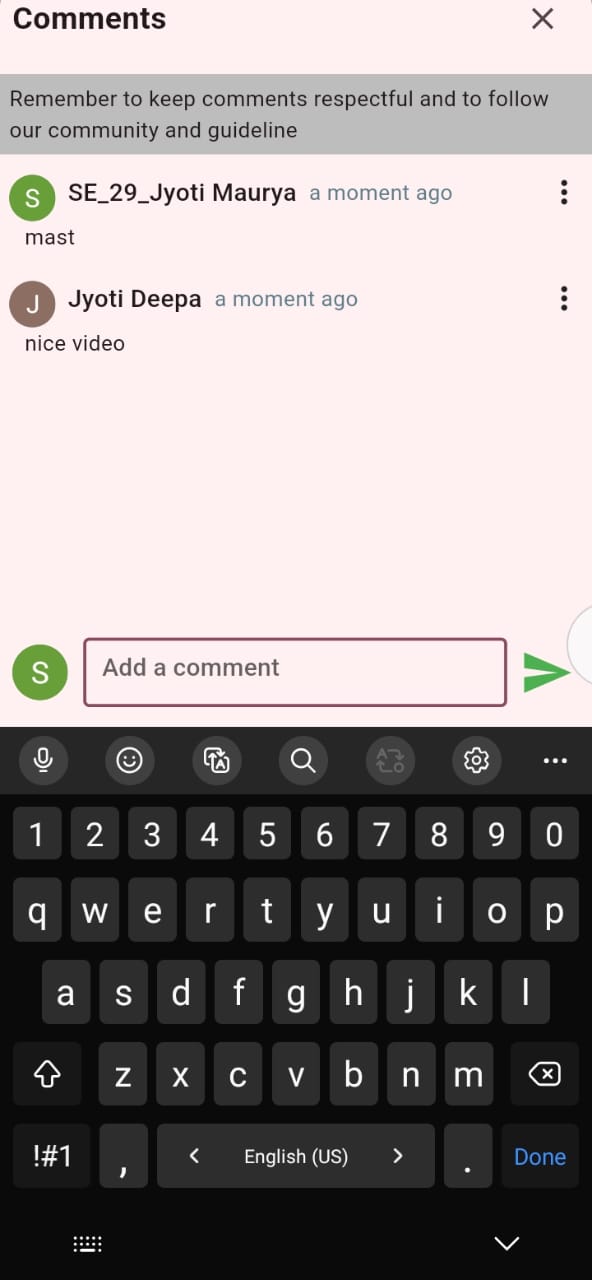 Comments
Remember to keep comments respectful and to follow
our community and guideline
S SE_29_Jyoti Maurya a moment ago
mast
J Jyoti Deepa a moment ago
nice video
S Add a comment
1 2 3 4 5 6 7 8 9 0
q w e r t y u i o p
a s d f g h j k l
z x c v b n m
!#1 , < English (US) > . Done